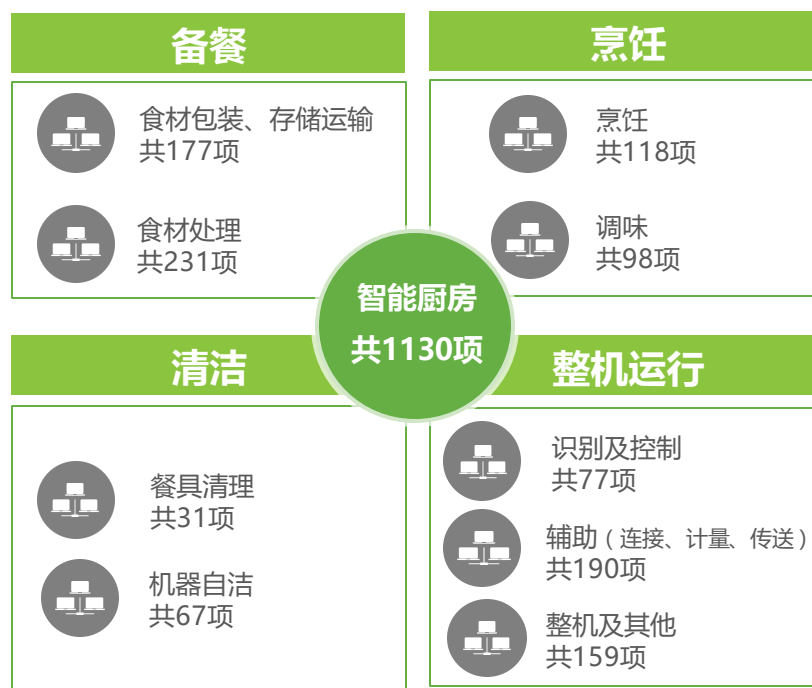 备餐
食材包装、存储运输
共177项
食材处理
共231项
烹饪
烹饪
共118项
调味
共98项
智能厨房
共1130项
清洁
餐具清理
共31项
机器自洁
共67项
整机运行
识别及控制
共77项
辅助（连接、计量、传送）
共190项
整机及其他
共159项